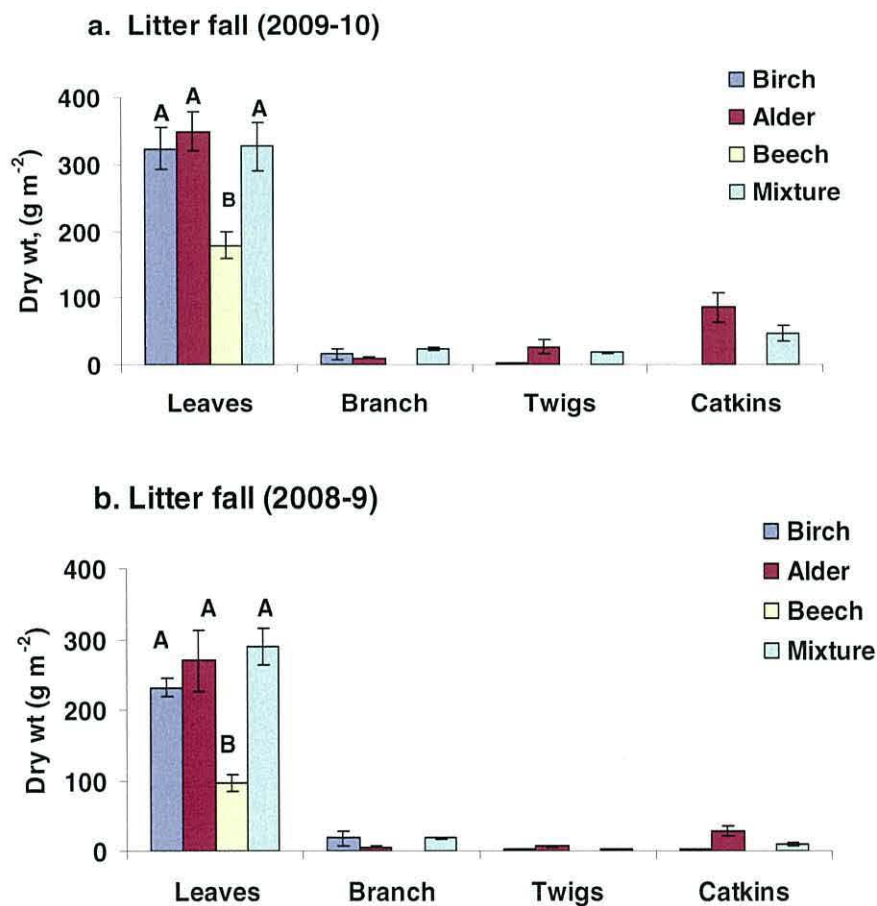 a. Litter fall (2009-10)
Birch
Alder
Beech
Mixture
Dry wt, (g m⁻²)
400
300
200
100
0
A
A
B
A
Leaves
Branch
Twigs
Catkins
b. Litter fall (2008-9)
Birch
Alder
Beech
Mixture
Dry wt (g m⁻²)
400
300
200
100
0
A
A
B
A
Leaves
Branch
Twigs
Catkins